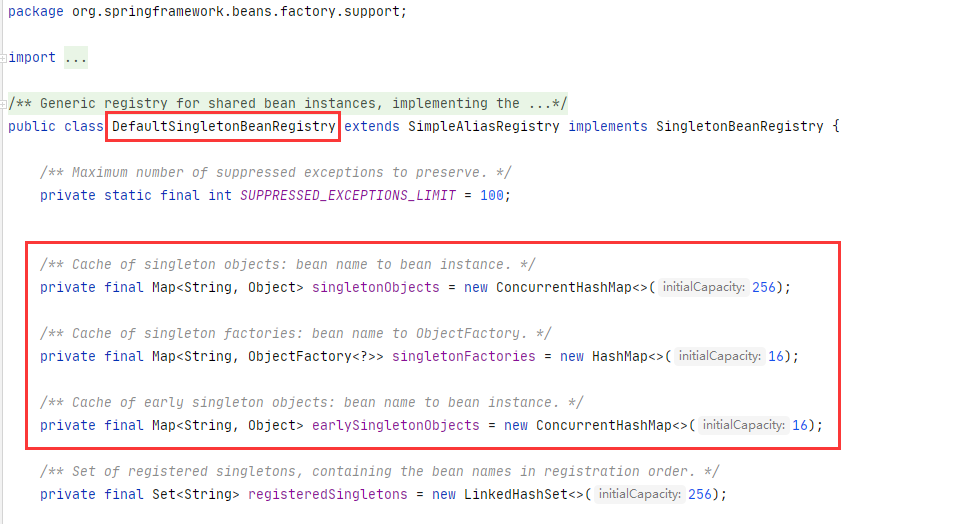 package org.springframework.beans.factory.support;
import ...
/** Generic registry for shared bean instances, implementing the ...*/
public class DefaultSingletonBeanRegistry extends SimpleAliasRegistry implements SingletonBeanRegistry {
/** Maximum number of suppressed exceptions to preserve. */
private static final int SUPPRESSED_EXCEPTIONS_LIMIT = 100;
/** Cache of singleton objects: bean name to bean instance. */
private final Map<String, Object> singletonObjects = new ConcurrentHashMap<>( initialCapacity: 256);
/** Cache of singleton factories: bean name to ObjectFactory. */
private final Map<String, ObjectFactory<?>> singletonFactories = new HashMap<>( initialCapacity: 16);
/** Cache of early singleton objects: bean name to bean instance. */
private final Map<String, Object> earlySingletonObjects = new ConcurrentHashMap<>( initialCapacity: 16);
/** Set of registered singletons, containing the bean names in registration order. */
private final Set<String> registeredSingletons = new LinkedHashSet<>( initialCapacity: 256);